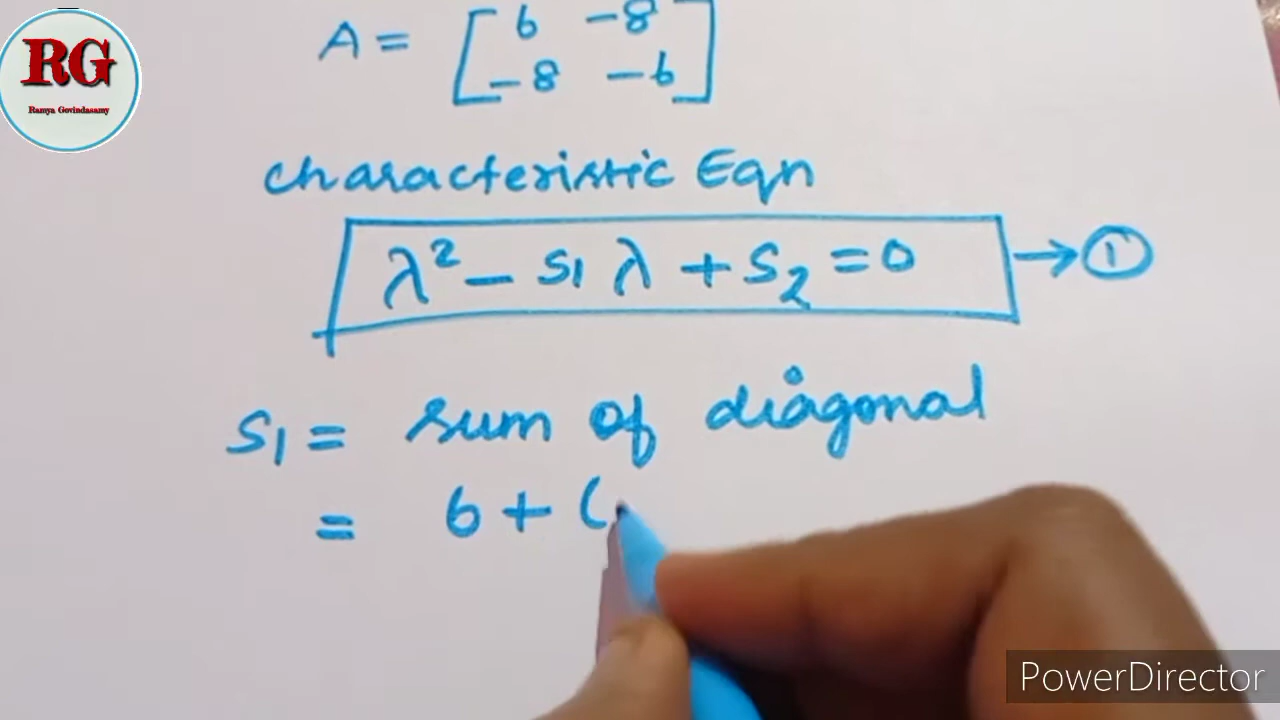 RG
Ramya Govindasamy
A = [ 6 -8
-8 -6 ]
characteristic Eqn
λ² - S₁ λ + S₂ = 0 → ①
S₁ = sum of diagonal
= 6 + (
PowerDirector